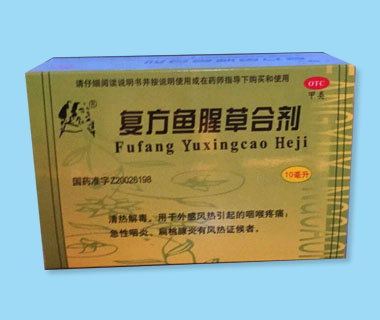 请仔细阅读说明书并按说明使用或在药师指导下购买和使用
OTC
甲类
复方鱼腥草合剂
Fufang Yuxingcao Heji
10毫升
国药准字Z20026198
清热解毒。用于外感风热引起的咽喉疼痛；
急性咽炎、扁桃腺炎有风热证候者。